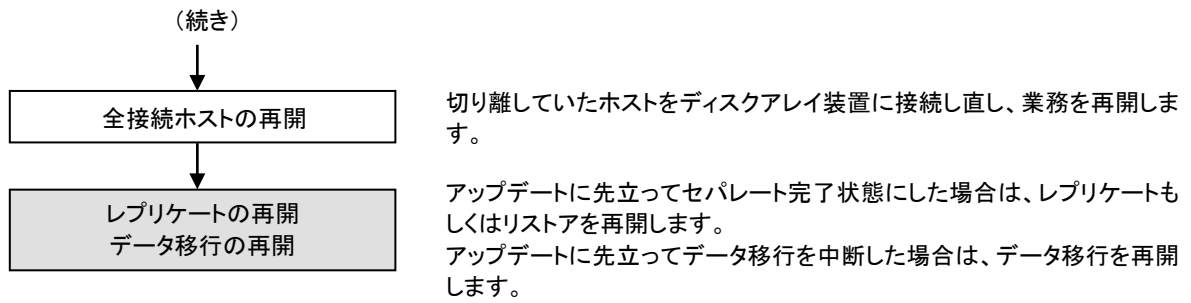 （続き）
全接続ホストの再開
切り離していたホストをディスクアレイ装置に接続し直し、業務を再開しま
す。
レプリケートの再開
データ移行の再開
アップデートに先立ってセパレート完了状態にした場合は、レプリケートも
しくはリストアを再開します。
アップデートに先立ってデータ移行を中断した場合は、データ移行を再開
します。